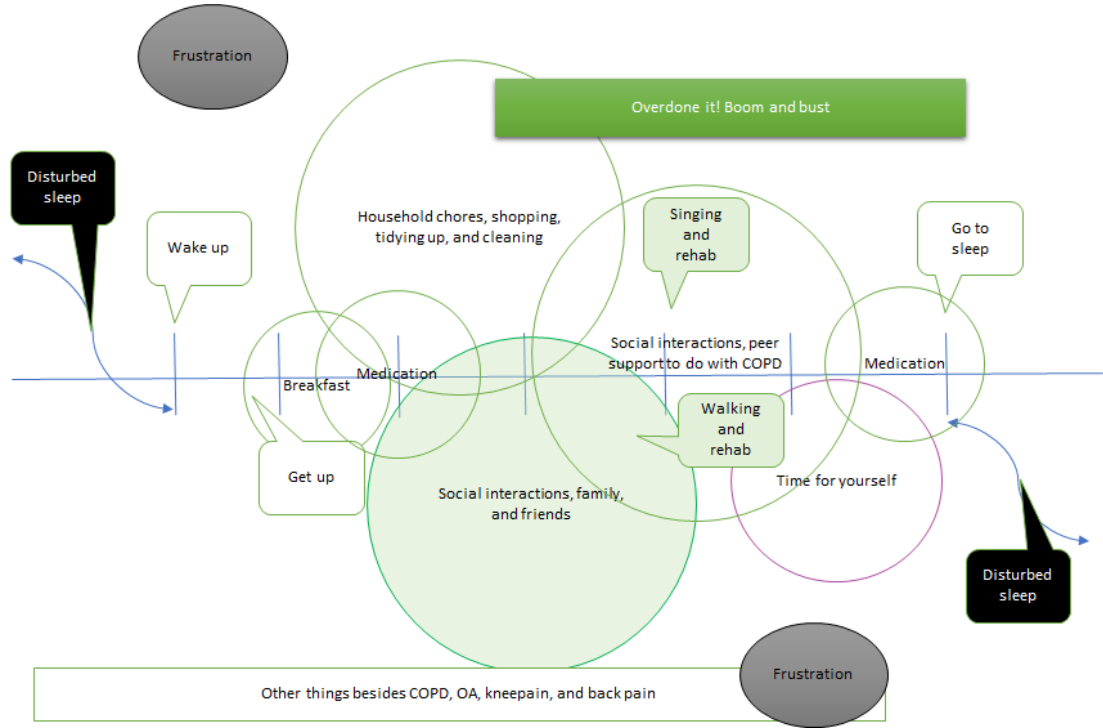 Frustration
Overdone it! Boom and bust
Disturbed
sleep
Wake up
Household chores, shopping,
tidying up, and cleaning
Singing
and
rehab
Go to
sleep
Breakfast
Medication
Social interactions, peer
support to do with COPD
Medication
Get up
Walking
and
rehab
Social interactions, family,
and friends
Time for yourself
Disturbed
sleep
Frustration
Other things besides COPD, OA, kneepain, and back pain